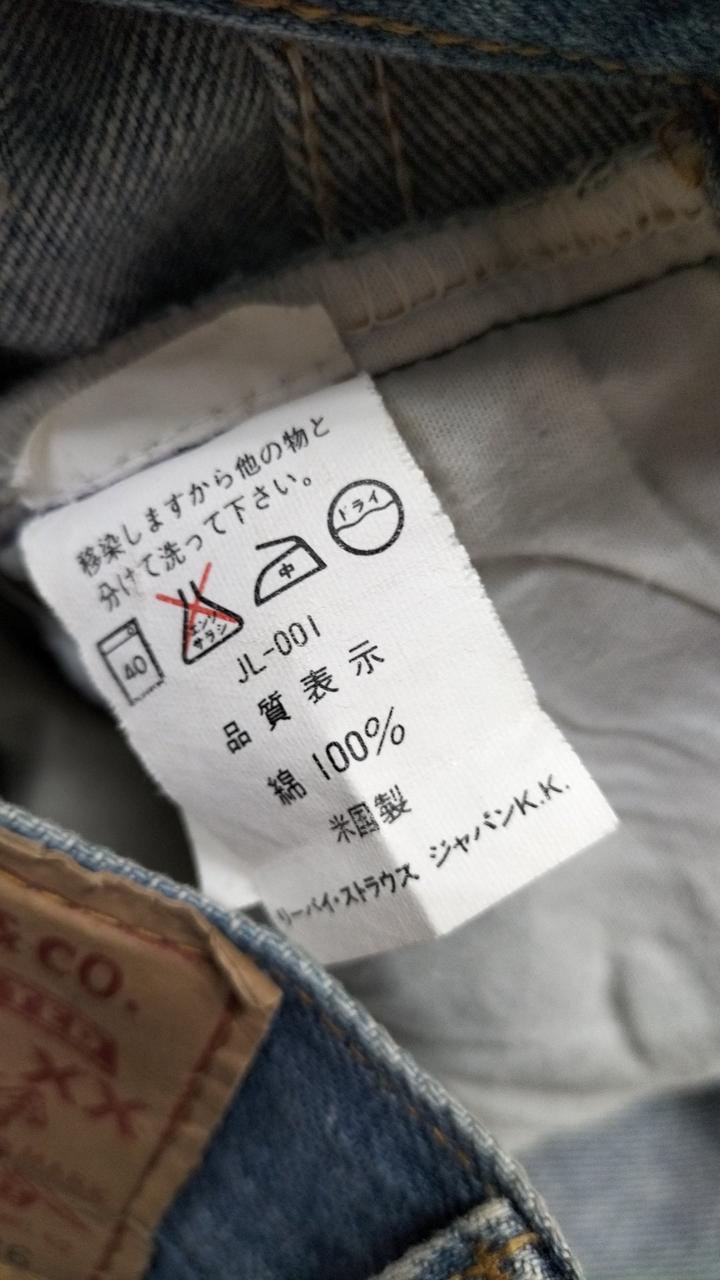 移染しますから他の物と
分けて洗って下さい。
40
エンソ
サラシ
中
ドライ
JL-001
品質表示
綿 100%
米国製
リーバイ・ストラウス ジャパンK.K.
& CO.
XX